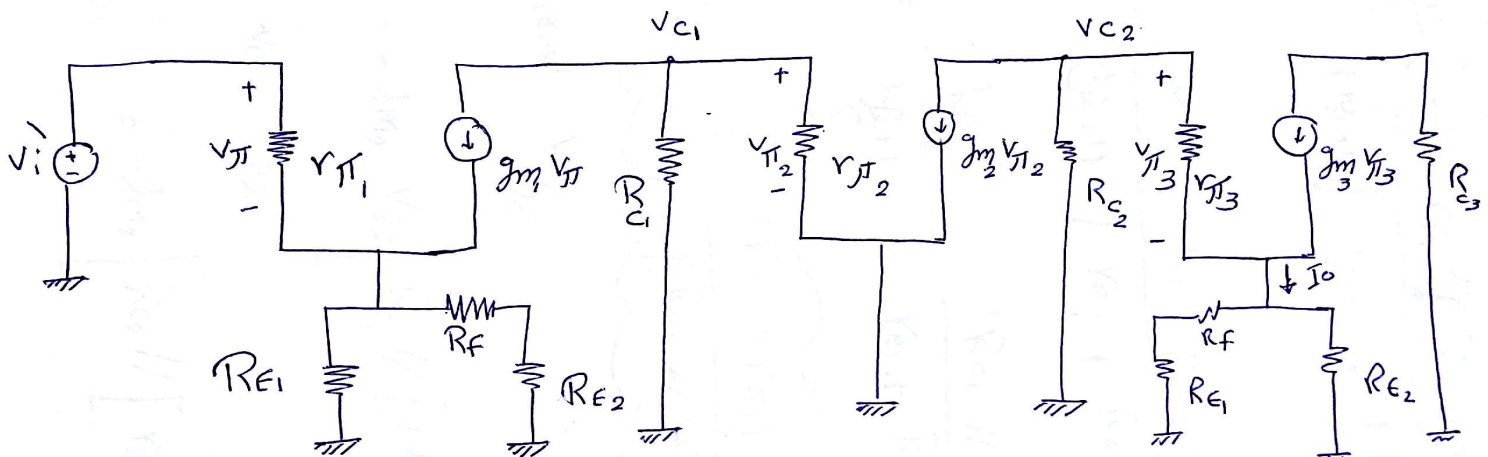 Vc1
Vc2
Vi
+
-
+
Vπ
-
rπ1
gm1 Vπ
Rc1
+
Vπ2
-
rπ2
gm2 Vπ2
Rc2
+
Vπ3
-
rπ3
gm3 Vπ3
Rc3
Io
RE1
Rf
RE2
Rf
RE1
RE2